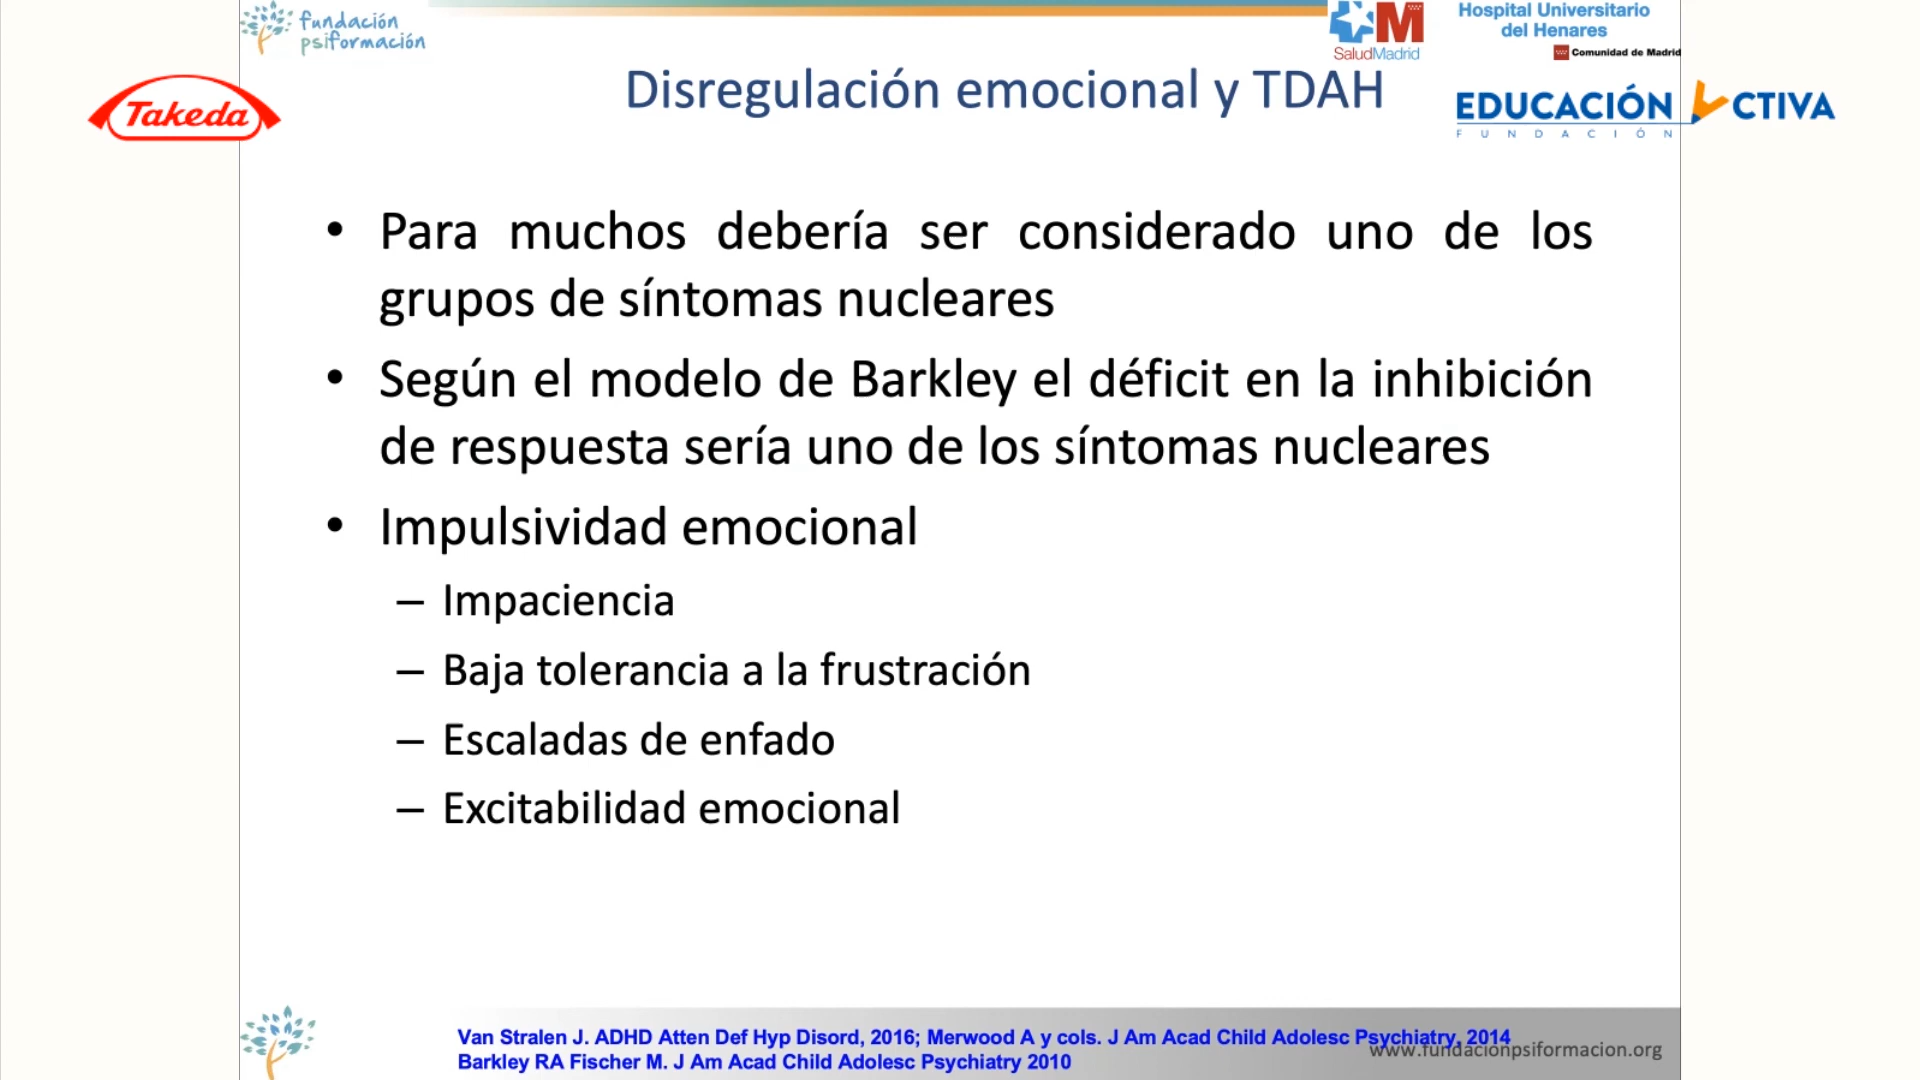 fundación
psiformación
SaludMadrid
Hospital Universitario
del Henares
Comunidad de Madrid
Takeda
EDUCACIÓN ACTIVA
FUNDACIÓN
Disregulación emocional y TDAH
• Para muchos debería ser considerado uno de los
grupos de síntomas nucleares
• Según el modelo de Barkley el déficit en la inhibición
de respuesta sería uno de los síntomas nucleares
• Impulsividad emocional
– Impaciencia
– Baja tolerancia a la frustración
– Escaladas de enfado
– Excitabilidad emocional
Van Stralen J. ADHD Atten Def Hyp Disord, 2016; Merwood A y cols. J Am Acad Child Adolesc Psychiatry, 2014
Barkley RA Fischer M. J Am Acad Child Adolesc Psychiatry 2010
www.fundacionpsiformacion.org